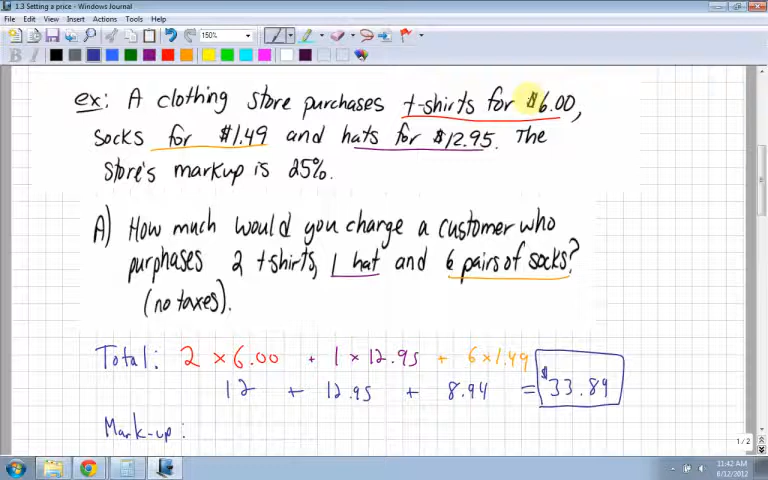 1.3 Setting a price - Windows Journal
File Edit View Insert Actions Tools Help
150%
B I
ex: A clothing store purchases t-shirts for $6.00,
socks for $1.49 and hats for $12.95. The
store's markup is 25%.
A) How much would you charge a customer who
purphases 2 t-shirts, 1 hat and 6 pairs of socks?
(no taxes).
Total: 2 x 6.00 + 1 x 12.95 + 6 x 1.49
12 + 12.95 + 8.94 = $33.89
Mark-up:
1 / 2
11:42 AM
8/12/2012